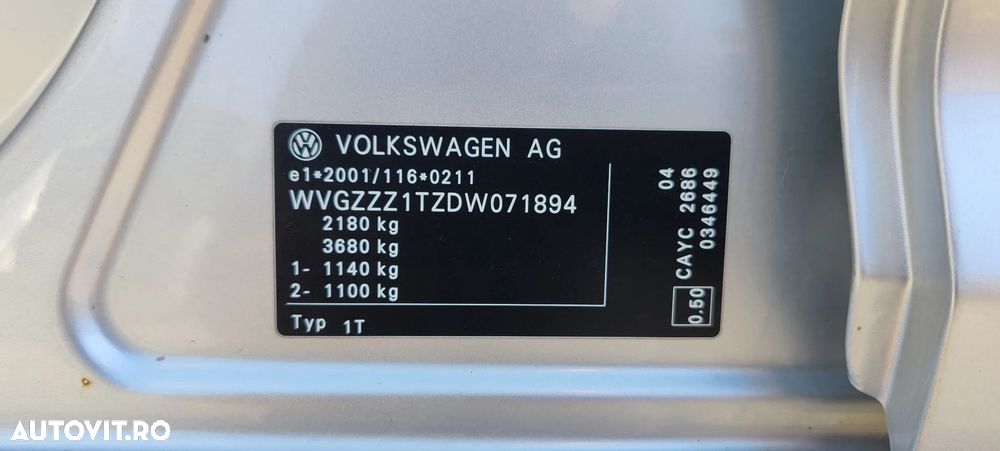 VOLKSWAGEN AG
e1*2001/116*0211
WVGZZZ1TZDW071894
2180 kg
3680 kg
1- 1140 kg
2- 1100 kg
Typ 1T
04
0.50 CAYC 2686
0346449
AUTOVIT.RO